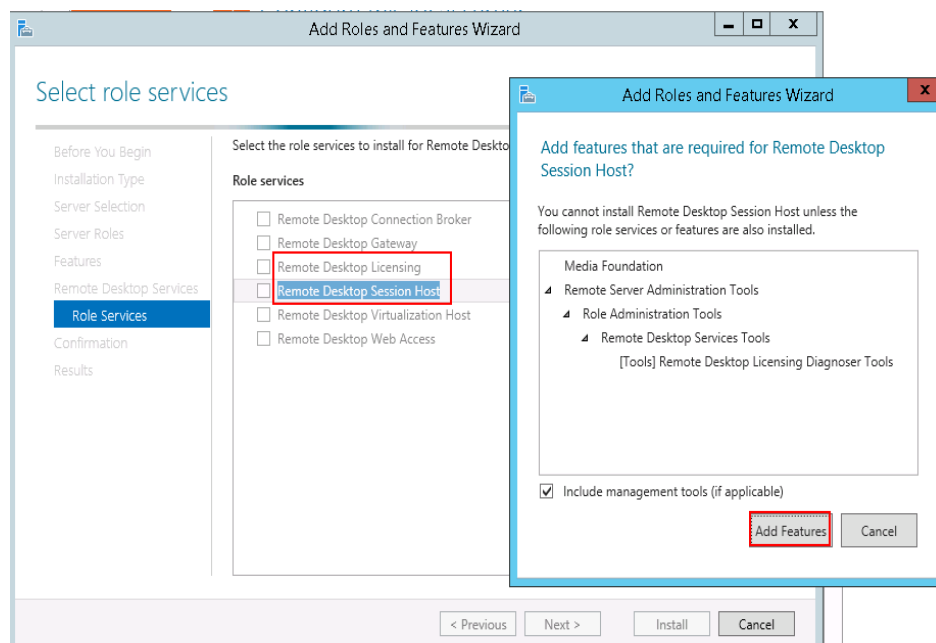 Add Roles and Features Wizard
Select role services
Before You Begin
Installation Type
Server Selection
Server Roles
Features
Remote Desktop Services
Role Services
Confirmation
Results
Select the role services to install for Remote Deskto
Role services
Remote Desktop Connection Broker
Remote Desktop Gateway
Remote Desktop Licensing
Remote Desktop Session Host
Remote Desktop Virtualization Host
Remote Desktop Web Access
< Previous
Next >
Install
Cancel
Add Roles and Features Wizard
x
Add features that are required for Remote Desktop
Session Host?
You cannot install Remote Desktop Session Host unless the
following role services or features are also installed.
Media Foundation
Remote Server Administration Tools
Role Administration Tools
Remote Desktop Services Tools
[Tools] Remote Desktop Licensing Diagnoser Tools
Include management tools (if applicable)
Add Features
Cancel